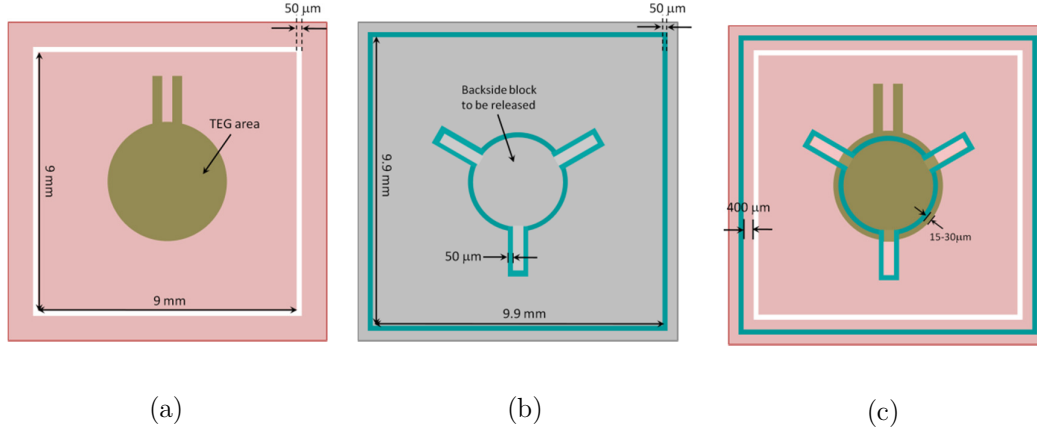 50 μm
TEG area
9 mm
9 mm
(a)
50 μm
Backside block
to be released
9.9 mm
50 μm
9.9 mm
(b)
400 μm
15-30μm
(c)